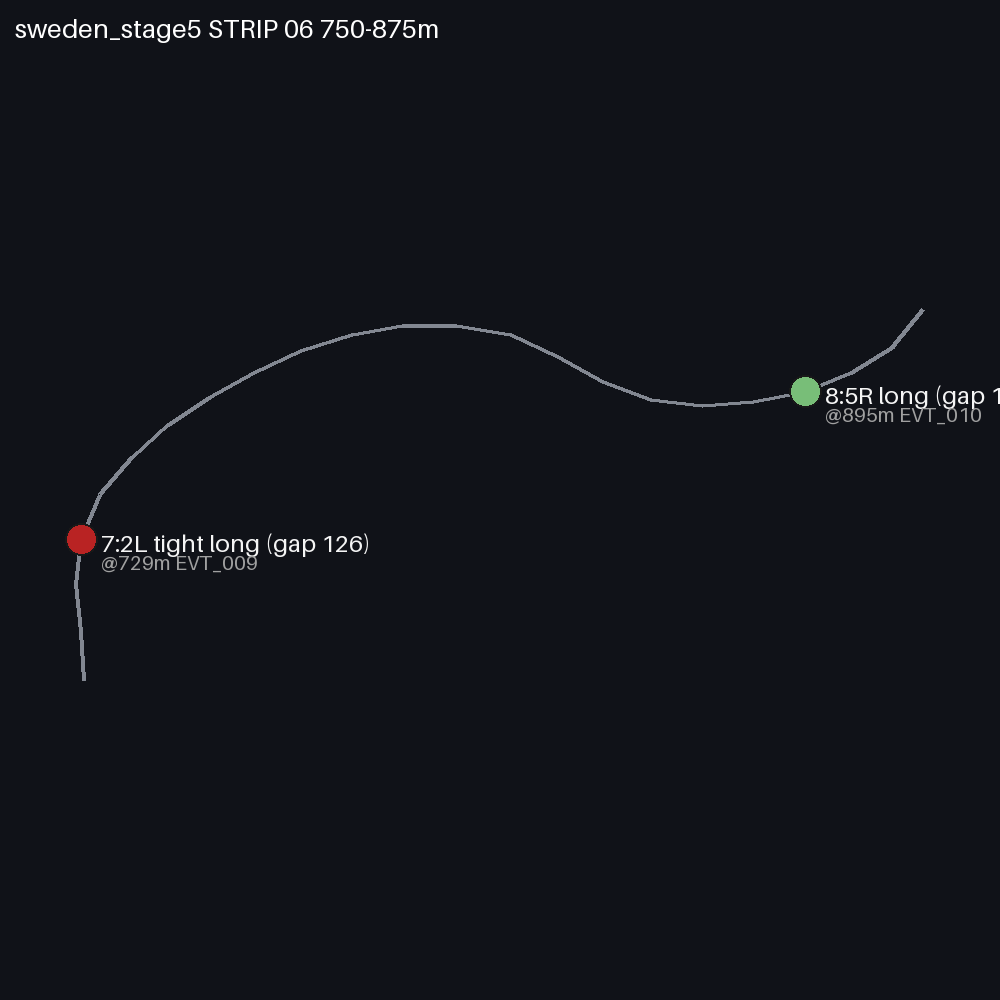 sweden_stage5 STRIP 06 750-875m
8:5R long (gap 1
@895m EVT_010
7:2L tight long (gap 126)
@729m EVT_009